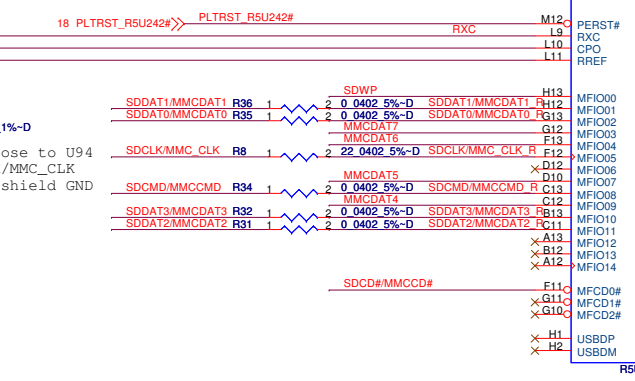 18 PLTRST_R5U242# PLTRST_R5U242# M12 PERST#
RXC L9 RXC
L10 CPO
L11 RREF
SDWP H13 MFIO00
SDDAT1/MMCDAT1 R36 1 2 0_0402_5%~D SDDAT1/MMCDAT1_R H12 MFIO01
SDDAT0/MMCDAT0 R35 1 2 0_0402_5%~D SDDAT0/MMCDAT0_R G13 MFIO02
_1%~D MMCDAT7 G12 MFIO03
MMCDAT6 F13 MFIO04
ose to U94 SDCLK/MMC_CLK R8 1 2 22_0402_5%~D SDCLK/MMC_CLK_R F12 MFIO05
/MMC_CLK D12 MFIO06
shield GND MMCDAT5 D10 MFIO07
SDCMD/MMCCMD R34 1 2 0_0402_5%~D SDCMD/MMCCMD_R C13 MFIO08
MMCDAT4 C12 MFIO09
SDDAT3/MMCDAT3 R32 1 2 0_0402_5%~D SDDAT3/MMCDAT3_R B13 MFIO10
SDDAT2/MMCDAT2 R31 1 2 0_0402_5%~D SDDAT2/MMCDAT2_R C11 MFIO11
A13 MFIO12
B12 MFIO13
A12 MFIO14
SDCD#/MMCCD# F11 MFCD0#
G11 MFCD1#
G10 MFCD2#
H1 USBDP
H2 USBDM
R5U